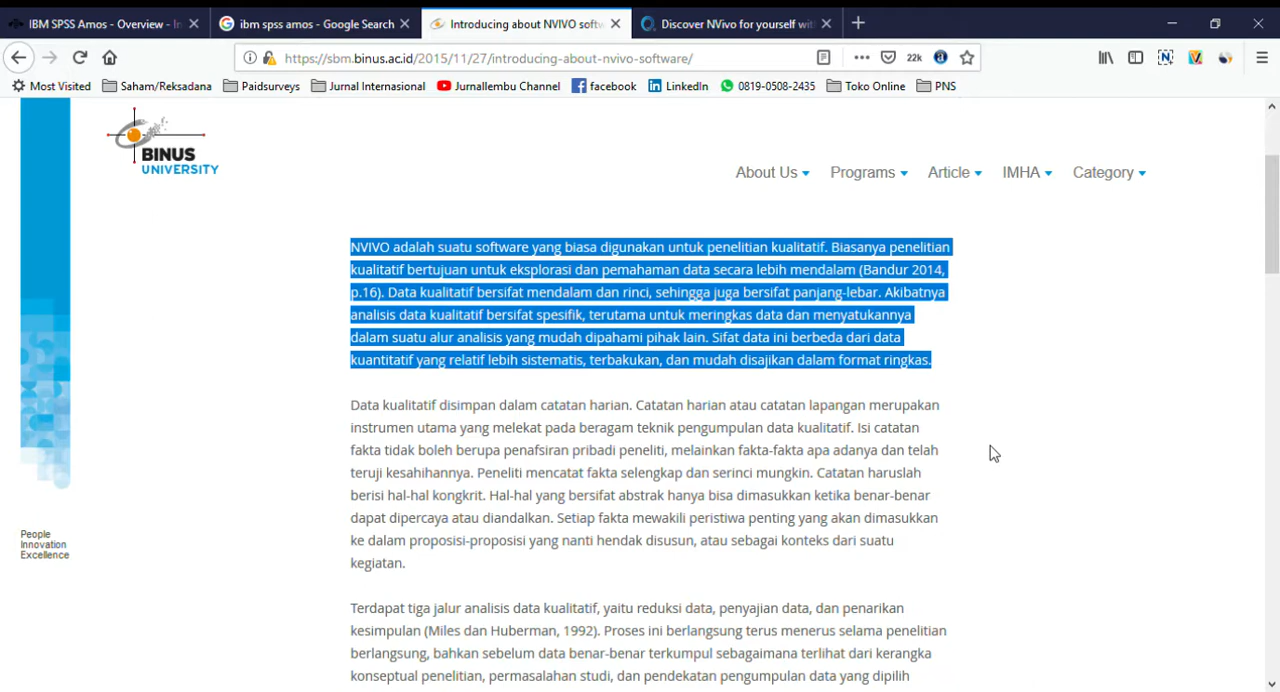 IBM SPSS Amos - Overview - In
ibm spss amos - Google Search
Introducing about NVIVO softw
Discover NVivo for yourself wit
https://sbm.binus.ac.id/2015/11/27/introducing-about-nvivo-software/
22k
Most Visited
Saham/Reksadana
Paidsurveys
Jurnal Internasional
Jurnallembu Channel
facebook
LinkedIn
0819-0508-2435
Toko Online
PNS
BINUS
UNIVERSITY
About Us
Programs
Article
IMHA
Category
NVIVO adalah suatu software yang biasa digunakan untuk penelitian kualitatif. Biasanya penelitian
kualitatif bertujuan untuk eksplorasi dan pemahaman data secara lebih mendalam (Bandur 2014,
p.16). Data kualitatif bersifat mendalam dan rinci, sehingga juga bersifat panjang-lebar. Akibatnya
analisis data kualitatif bersifat spesifik, terutama untuk meringkas data dan menyatukannya
dalam suatu alur analisis yang mudah dipahami pihak lain. Sifat data ini berbeda dari data
kuantitatif yang relatif lebih sistematis, terbakukan, dan mudah disajikan dalam format ringkas.
Data kualitatif disimpan dalam catatan harian. Catatan harian atau catatan lapangan merupakan
instrumen utama yang melekat pada beragam teknik pengumpulan data kualitatif. Isi catatan
fakta tidak boleh berupa penafsiran pribadi peneliti, melainkan fakta-fakta apa adanya dan telah
teruji kesahihannya. Peneliti mencatat fakta selengkap dan serinci mungkin. Catatan haruslah
berisi hal-hal kongkrit. Hal-hal yang bersifat abstrak hanya bisa dimasukkan ketika benar-benar
dapat dipercaya atau diandalkan. Setiap fakta mewakili peristiwa penting yang akan dimasukkan
ke dalam proposisi-proposisi yang nanti hendak disusun, atau sebagai konteks dari suatu
kegiatan.
People
Innovation
Excellence
Terdapat tiga jalur analisis data kualitatif, yaitu reduksi data, penyajian data, dan penarikan
kesimpulan (Miles dan Huberman, 1992). Proses ini berlangsung terus menerus selama penelitian
berlangsung, bahkan sebelum data benar-benar terkumpul sebagaimana terlihat dari kerangka
konseptual penelitian, permasalahan studi, dan pendekatan pengumpulan data yang dipilih